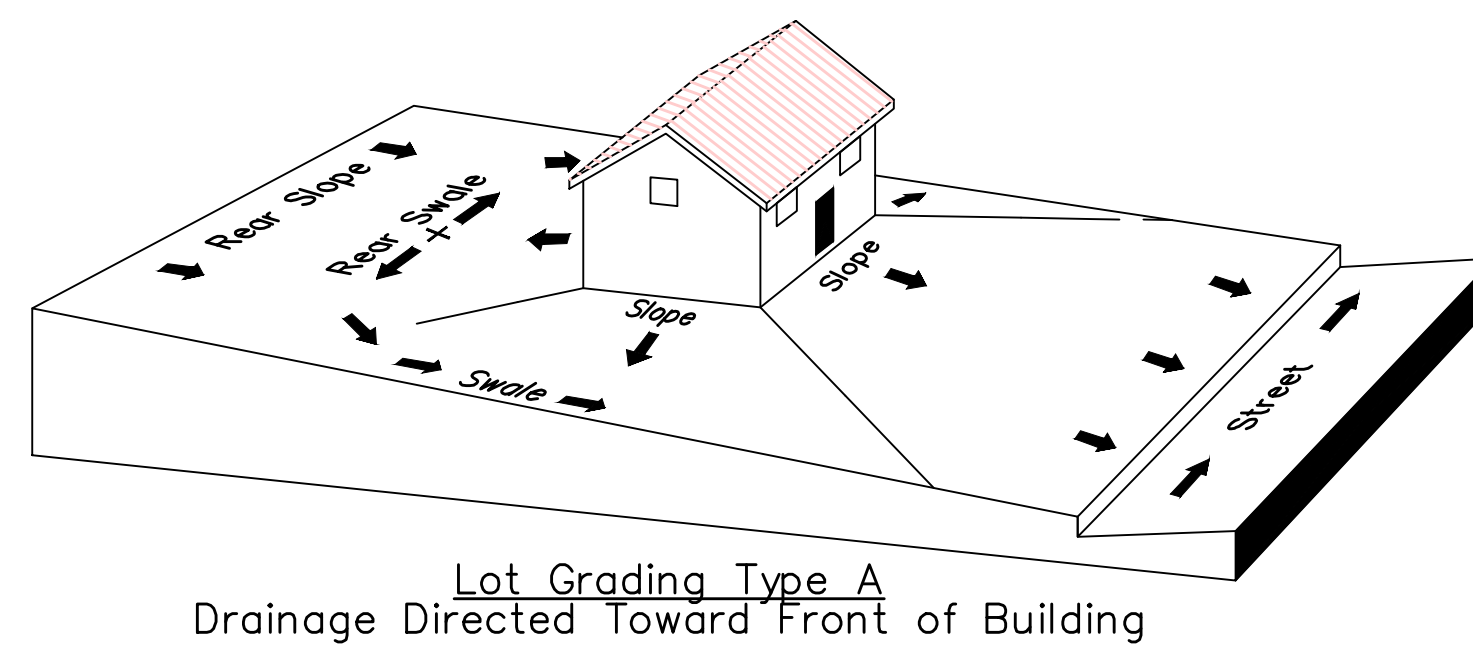 Rear Slope
Rear Swale
+
Slope
Slope
Swale
Street
Lot Grading Type A
Drainage Directed Toward Front of Building